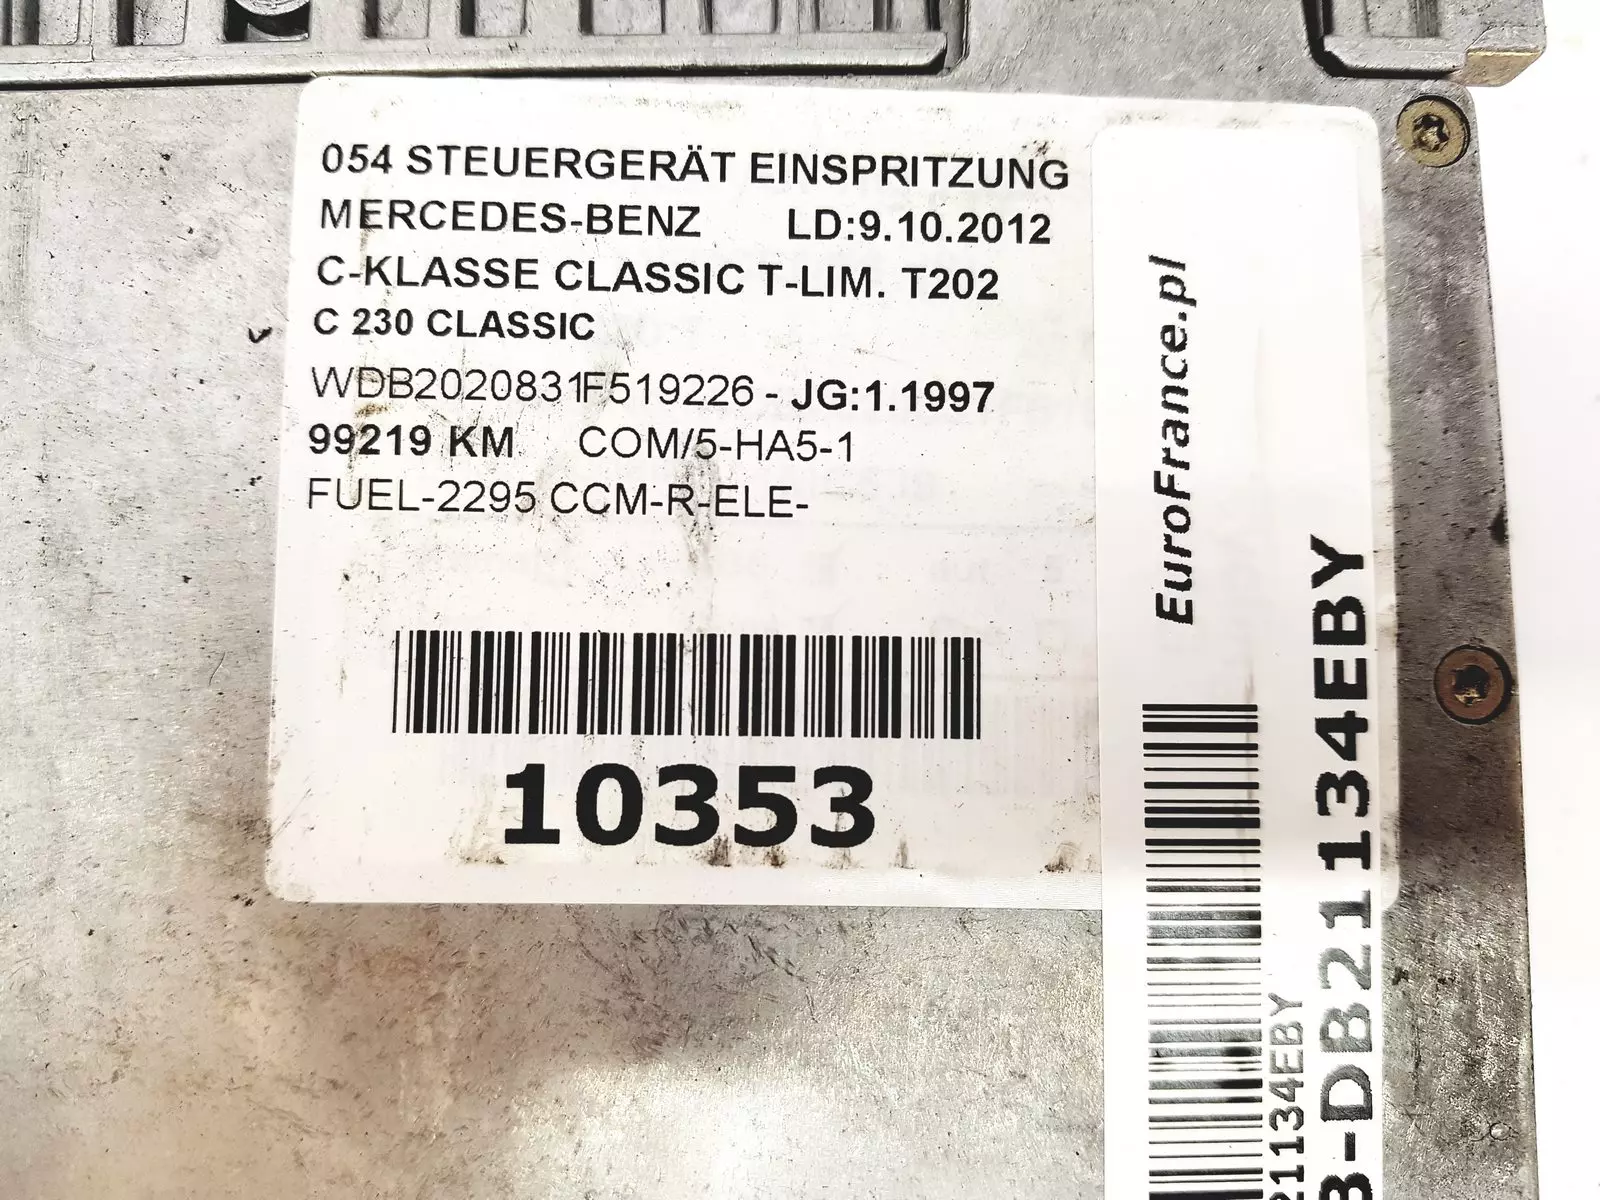 054 STEUERGERÄT EINSPRITZUNG
MERCEDES-BENZ LD:9.10.2012
C-KLASSE CLASSIC T-LIM. T202
C 230 CLASSIC
WDB2020831F519226 - JG:1.1997
99219 KM COM/5-HA5-1
FUEL-2295 CCM-R-ELE-
10353
EuroFrance.pl
21134EBY
3-DB21134EBY